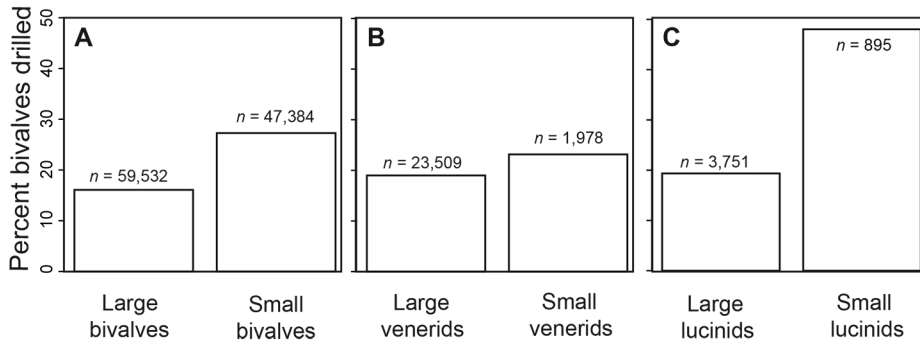 Percent bivalves drilled
50
40
30
20
10
0
A
n = 59,532
n = 47,384
Large
bivalves
Small
bivalves
B
n = 23,509
n = 1,978
Large
venerids
Small
venerids
C
n = 3,751
n = 895
Large
lucinids
Small
lucinids